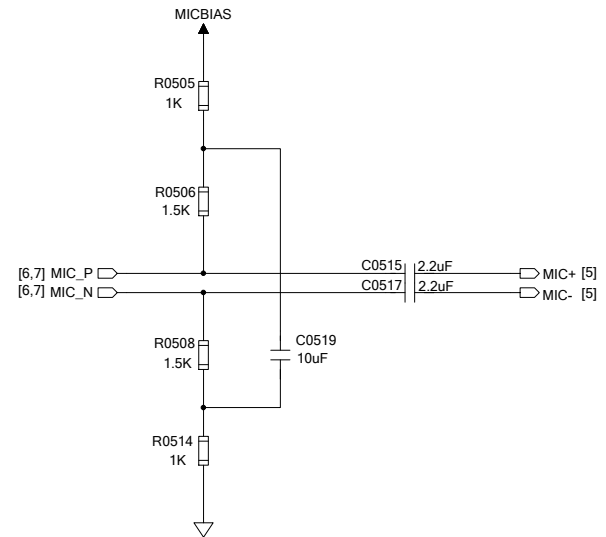 MICBIAS
R0505
1K
R0506
1.5K
[6,7] MIC_P
C0515 2.2uF
MIC+ [5]
[6,7] MIC_N
C0517 2.2uF
MIC- [5]
R0508
1.5K
C0519
10uF
R0514
1K